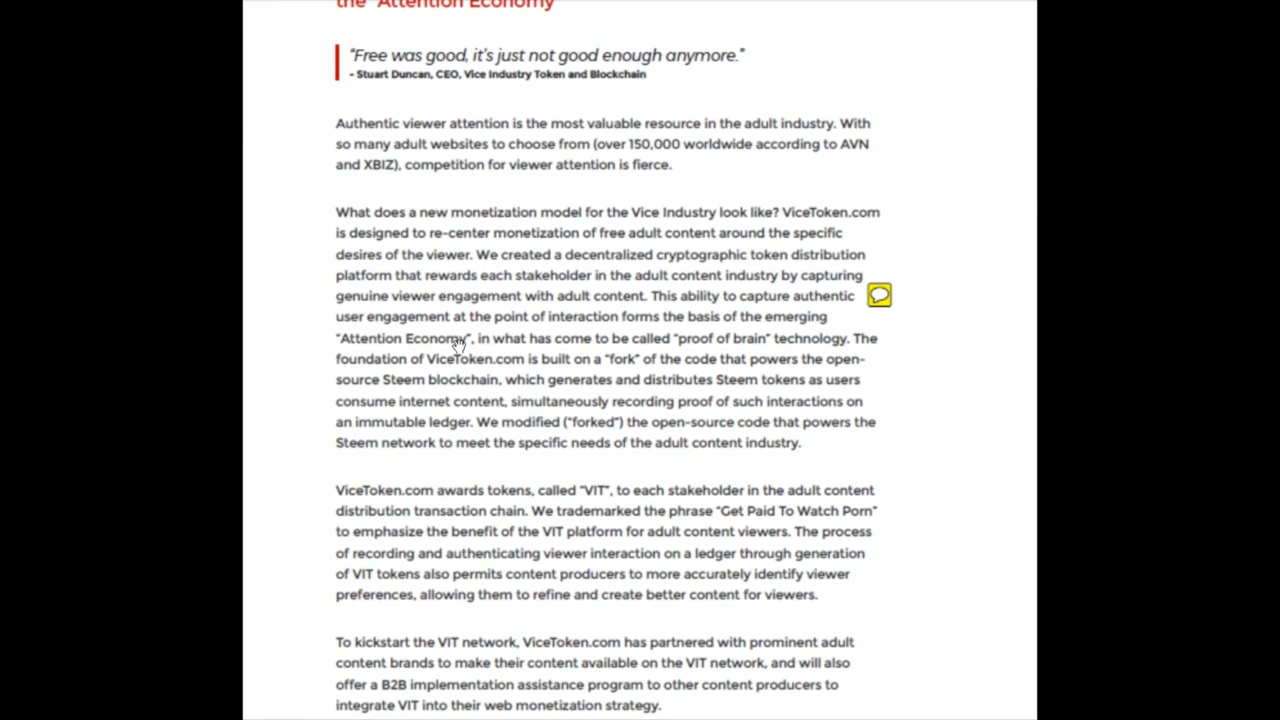 the “Attention Economy”
“Free was good, it’s just not good enough anymore.”
- Stuart Duncan, CEO, Vice Industry Token and Blockchain
Authentic viewer attention is the most valuable resource in the adult industry. With
so many adult websites to choose from (over 150,000 worldwide according to AVN
and XBIZ), competition for viewer attention is fierce.
What does a new monetization model for the Vice Industry look like? ViceToken.com
is designed to re-center monetization of free adult content around the specific
desires of the viewer. We created a decentralized cryptographic token distribution
platform that rewards each stakeholder in the adult content industry by capturing
genuine viewer engagement with adult content. This ability to capture authentic
user engagement at the point of interaction forms the basis of the emerging
“Attention Economy”, in what has come to be called “proof of brain” technology. The
foundation of ViceToken.com is built on a “fork” of the code that powers the open-
source Steem blockchain, which generates and distributes Steem tokens as users
consume internet content, simultaneously recording proof of such interactions on
an immutable ledger. We modified (“forked”) the open-source code that powers the
Steem network to meet the specific needs of the adult content industry.
ViceToken.com awards tokens, called “VIT”, to each stakeholder in the adult content
distribution transaction chain. We trademarked the phrase “Get Paid To Watch Porn”
to emphasize the benefit of the VIT platform for adult content viewers. The process
of recording and authenticating viewer interaction on a ledger through generation
of VIT tokens also permits content producers to more accurately identify viewer
preferences, allowing them to refine and create better content for viewers.
To kickstart the VIT network, ViceToken.com has partnered with prominent adult
content brands to make their content available on the VIT network, and will also
offer a B2B implementation assistance program to other content producers to
integrate VIT into their web monetization strategy.